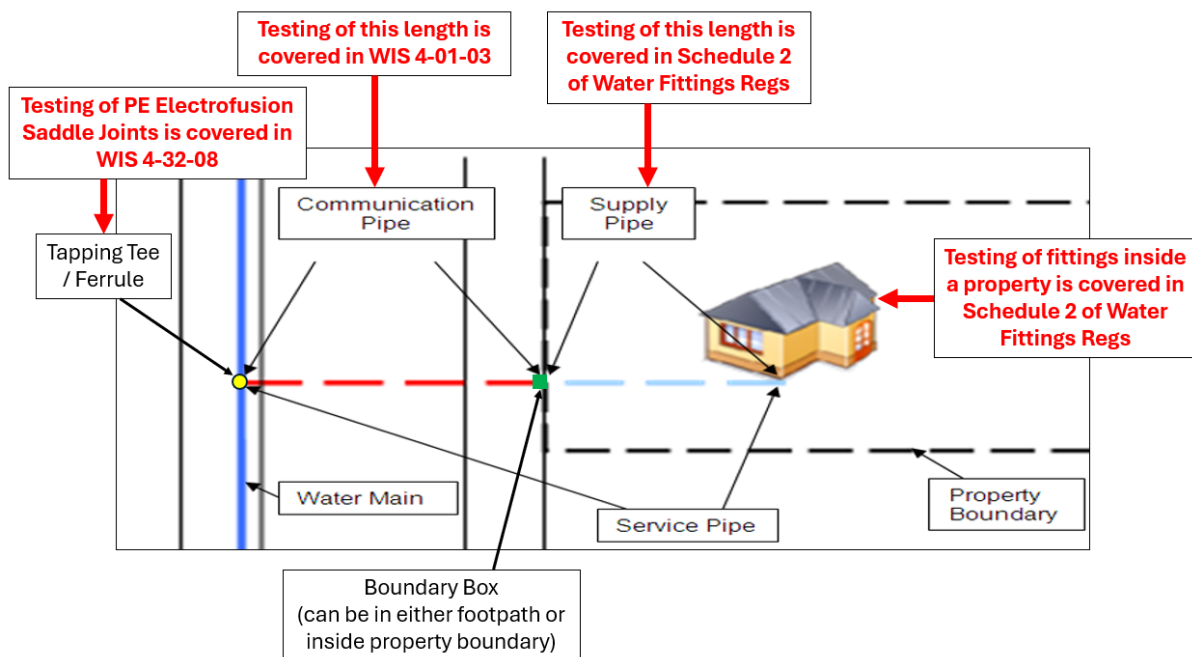 Testing of this length is
covered in WIS 4-01-03
Testing of this length is
covered in Schedule 2
of Water Fittings Regs
Testing of PE Electrofusion
Saddle Joints is covered in
WIS 4-32-08
Communication
Pipe
Supply
Pipe
Tapping Tee
/ Ferrule
Testing of fittings inside
a property is covered in
Schedule 2 of Water
Fittings Regs
Water Main
Service Pipe
Property
Boundary
Boundary Box
(can be in either footpath or
inside property boundary)